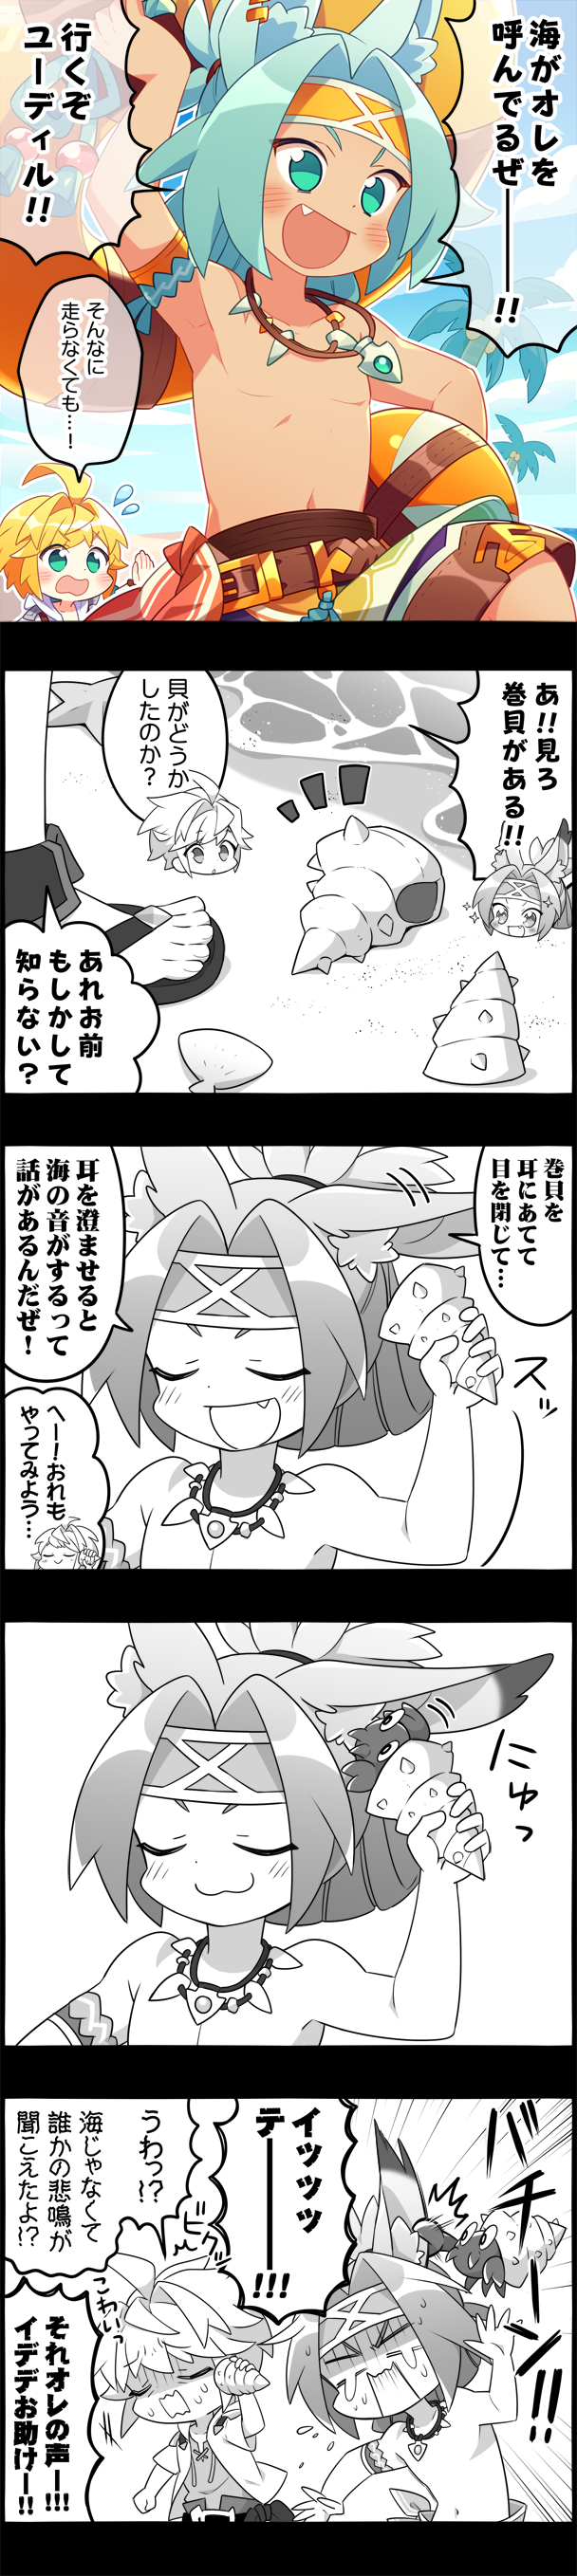 海がオレを
呼んでるぜ━━!!
行くぞ
ユーディル!!
そんなに
走らなくても…!
あ!!見ろ
巻貝がある!!
貝がどうか
したのか?
あれお前
もしかして
知らない?
巻貝を
耳にあてて
目を閉じて…
耳を澄ませると
海の音がするって
話があるんだぜ!
へー!おれも
やってみよう…
スッ
にゅっ
バチーン!!
イッッッ
テ━━!!!
うわっ?
ビクッ
海じゃなくて
誰かの悲鳴が
聞こえたよ!?
こわいっ
それオレの声ー!!!
イデデお助けー!!